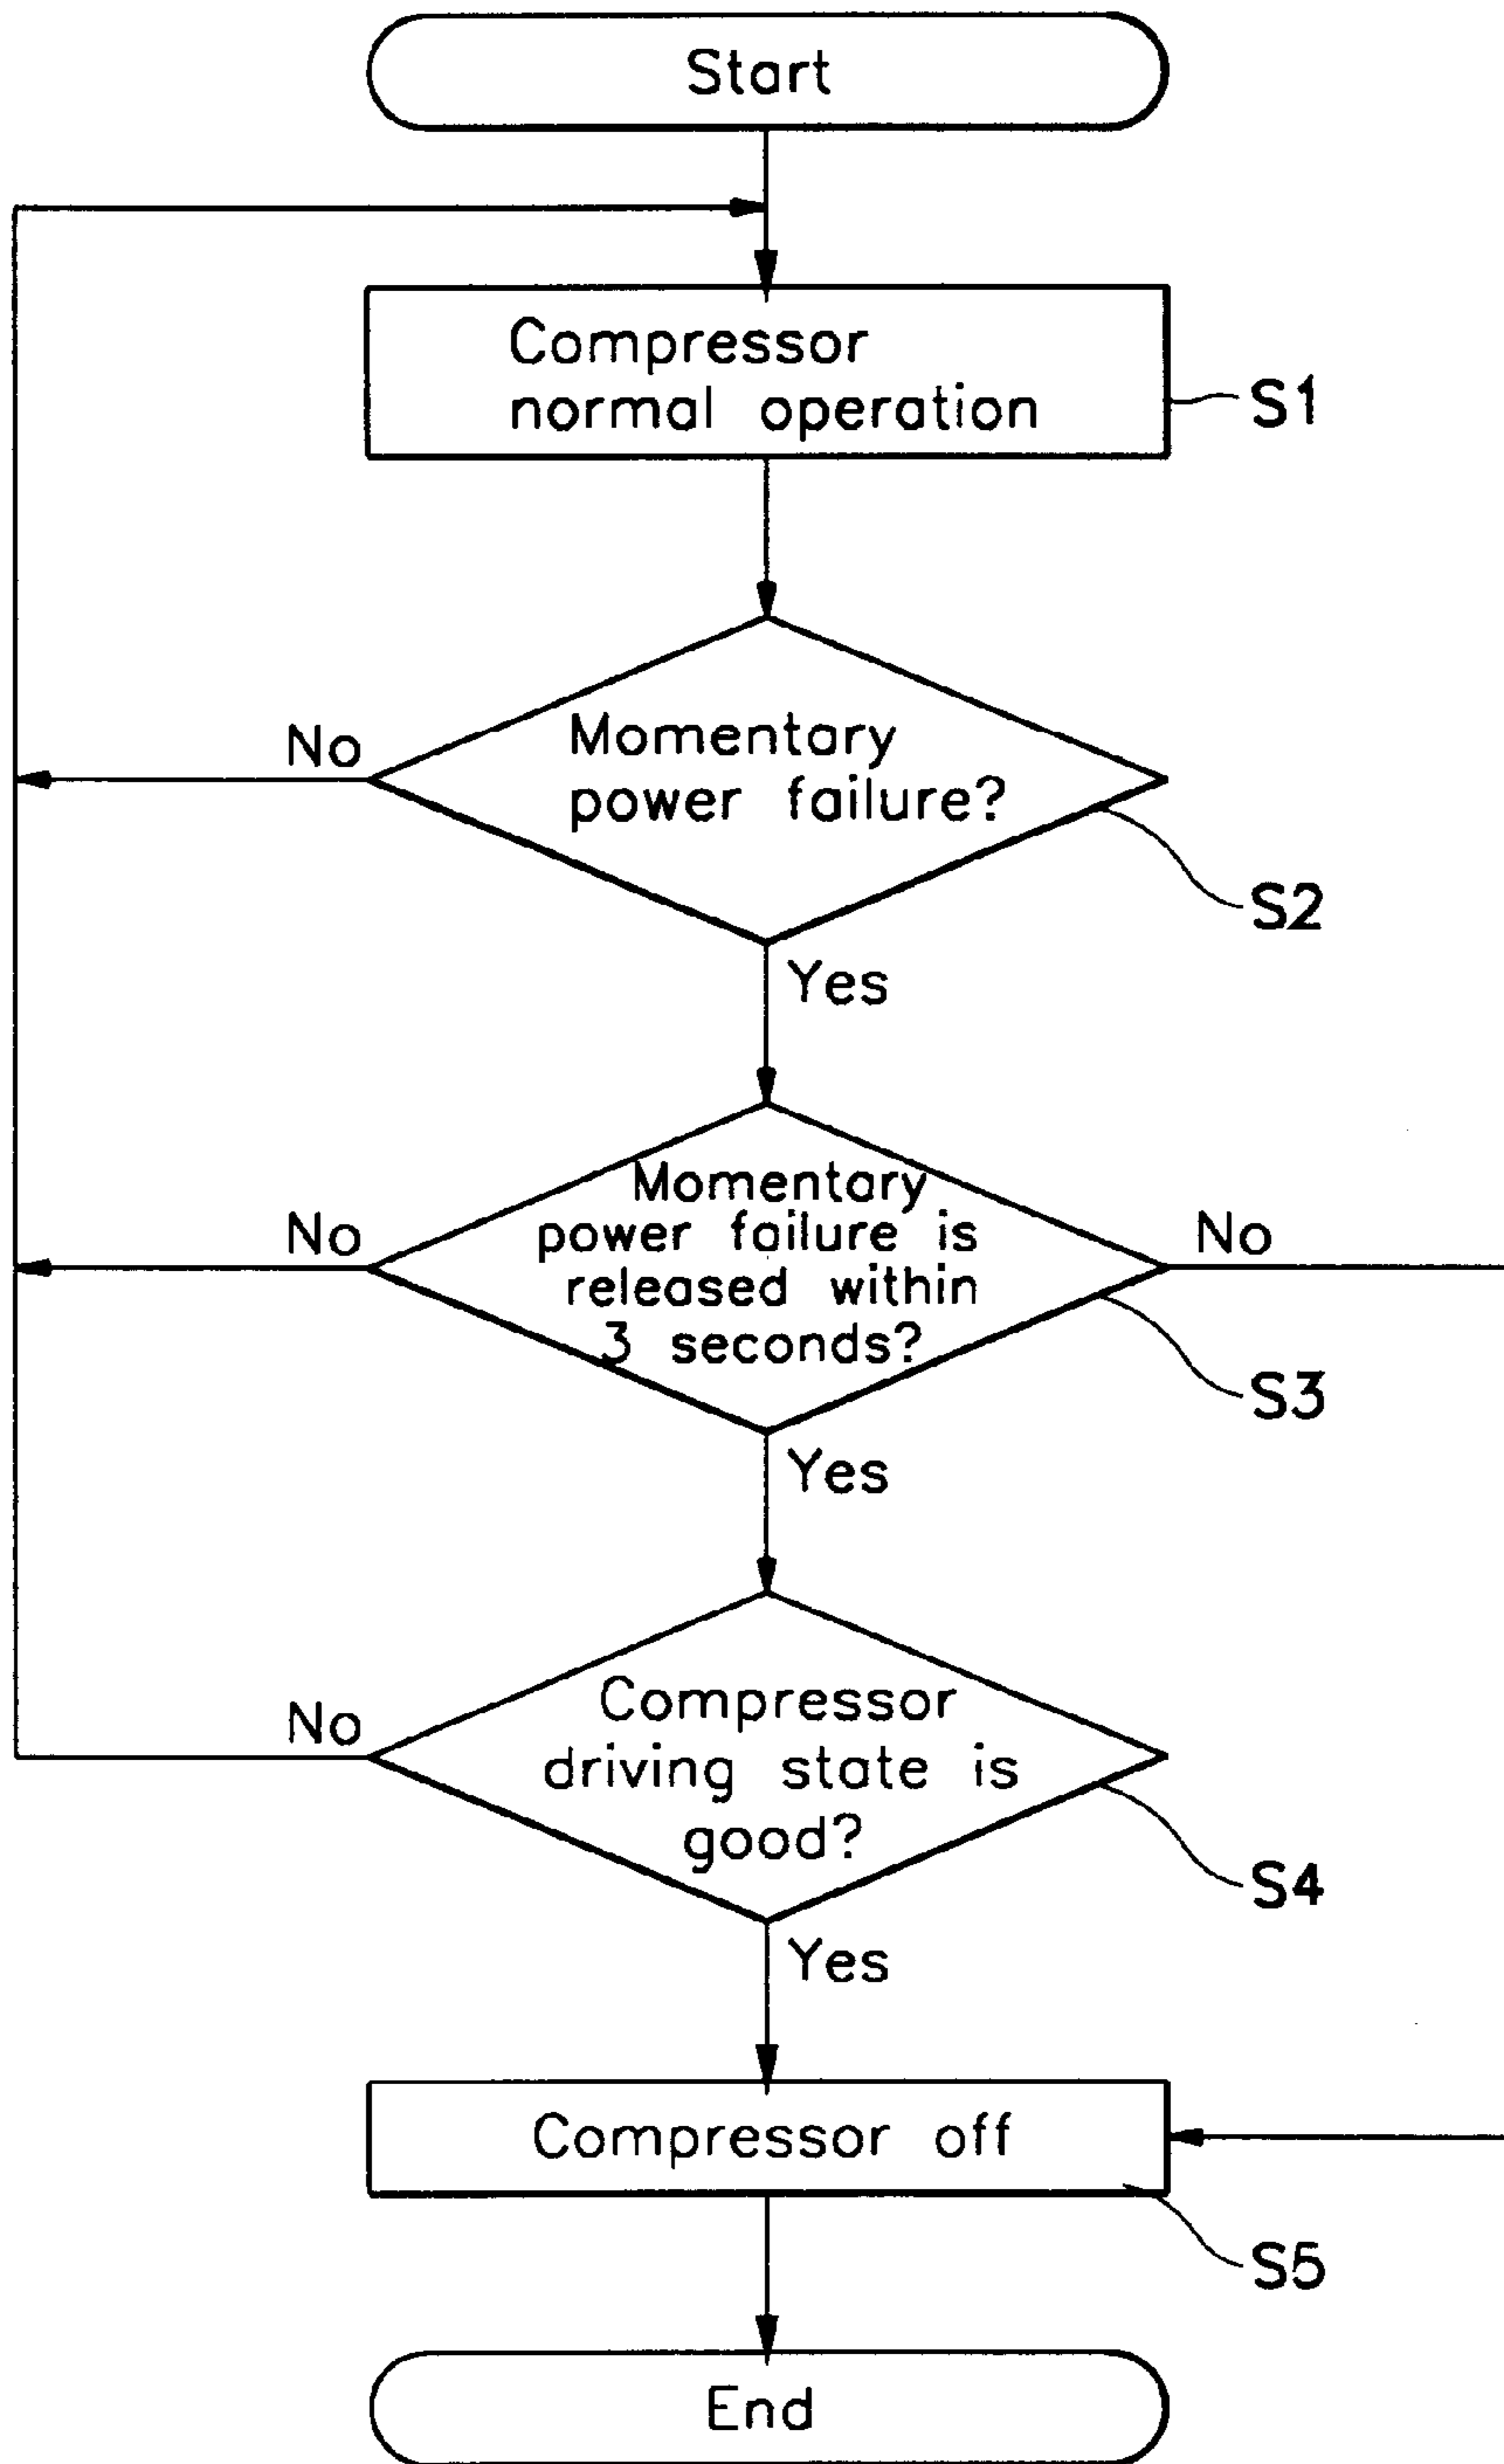 Start
Compressor
normal operation
S1
No
Momentary
power failure?
S2
Yes
No
Momentary
power failure is
released within
3 seconds?
No
S3
Yes
No
Compressor
driving state is
good?
S4
Yes
Compressor off
S5
End